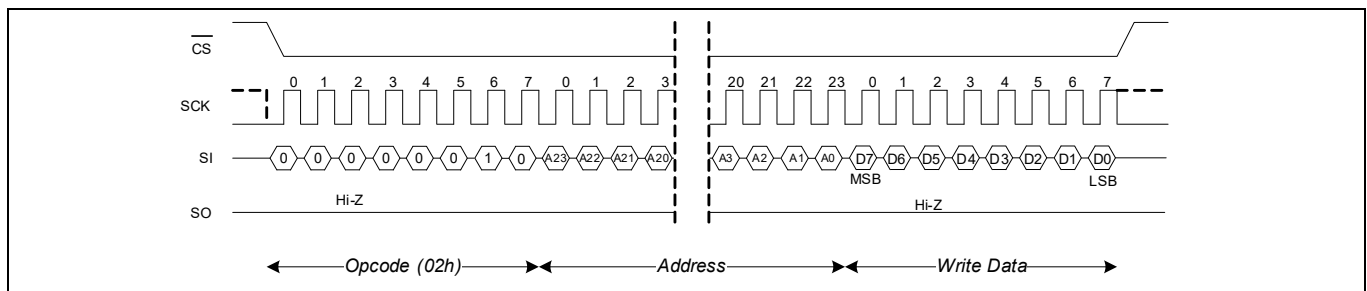 CS
0 1 2 3 4 5 6 7 0 1 2 3 20 21 22 23 0 1 2 3 4 5 6 7
SCK
SI 0 0 0 0 0 0 1 0 A23 A22 A21 A20 A3 A2 A1 A0 D7 D6 D5 D4 D3 D2 D1 D0
MSB LSB
Hi-Z Hi-Z
SO
Opcode (02h) Address Write Data